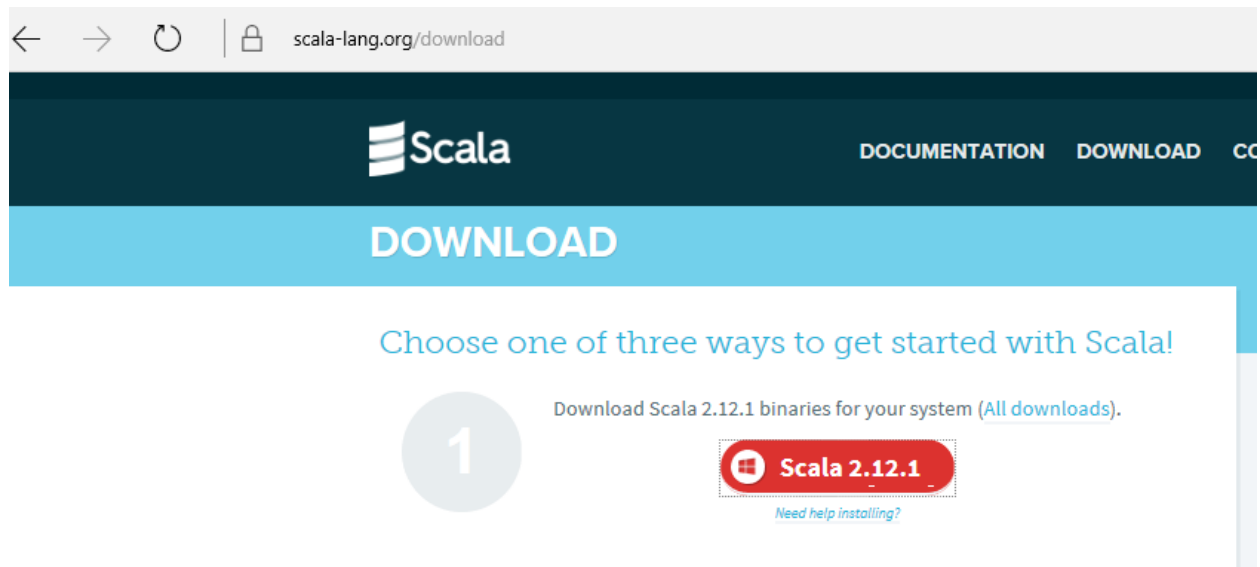 scala-lang.org/download
Scala
DOCUMENTATION DOWNLOAD CO
DOWNLOAD
Choose one of three ways to get started with Scala!
1
Download Scala 2.12.1 binaries for your system (All downloads).
Scala 2.12.1
Need help installing?